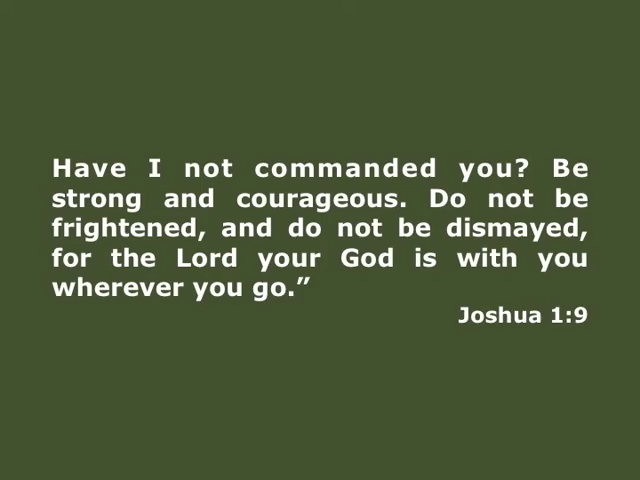 Have I not commanded you? Be
strong and courageous. Do not be
frightened, and do not be dismayed,
for the Lord your God is with you
wherever you go.”
Joshua 1:9